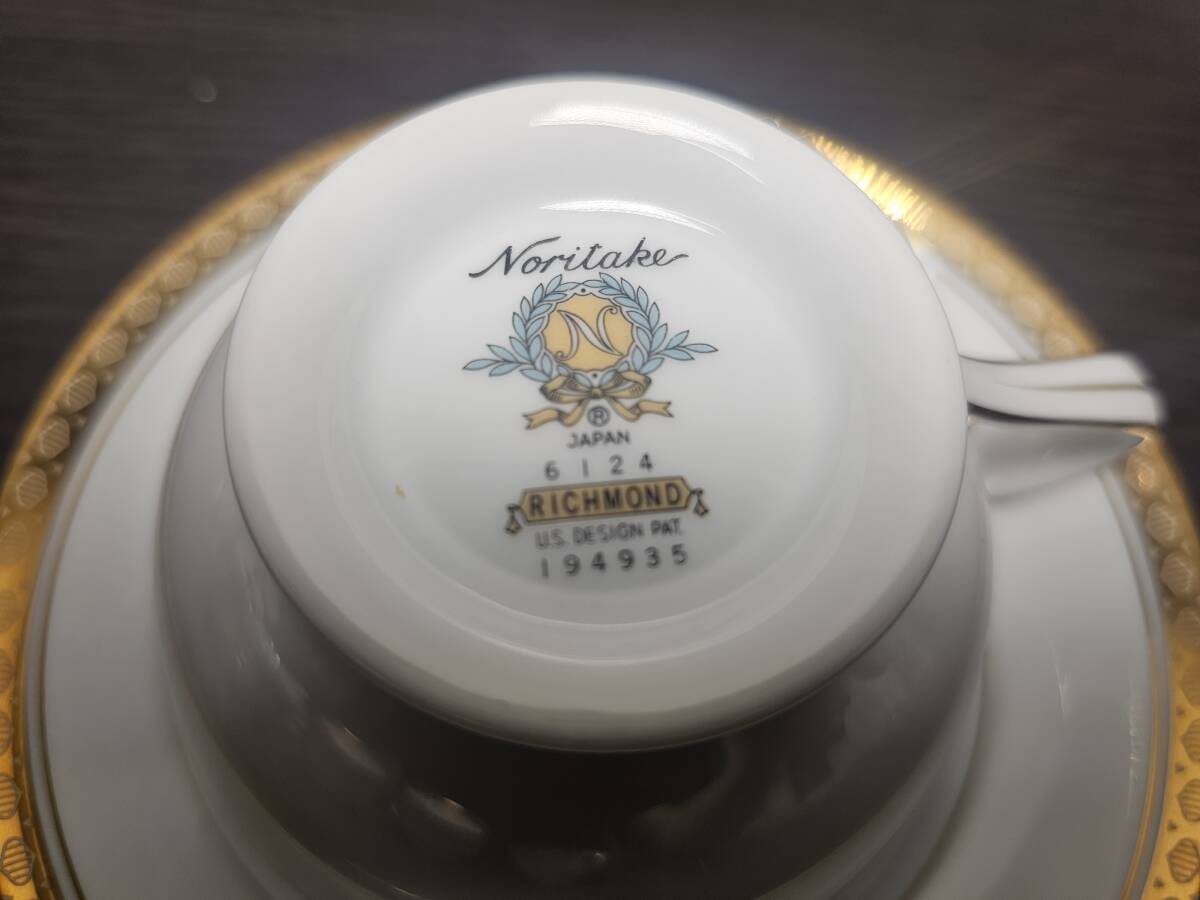 Noritake
N
®
JAPAN
6124
RICHMOND
U.S. DESIGN PAT.
194935